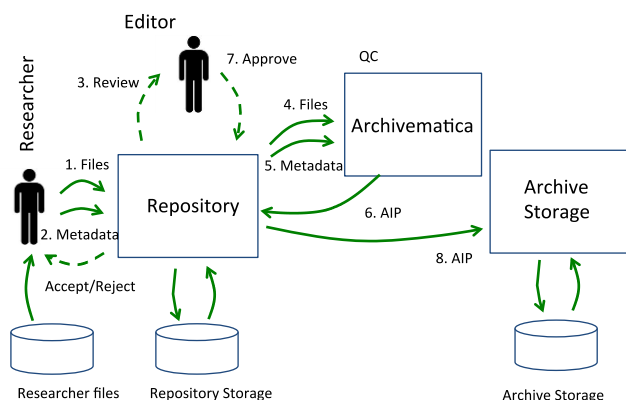 Editor
Researcher
3. Review
7. Approve
QC
4. Files
Archivematica
1. Files
5. Metadata
Archive
Storage
Repository
6. AIP
2. Metadata
8. AIP
Accept/Reject
Researcher files
Repository Storage
Archive Storage